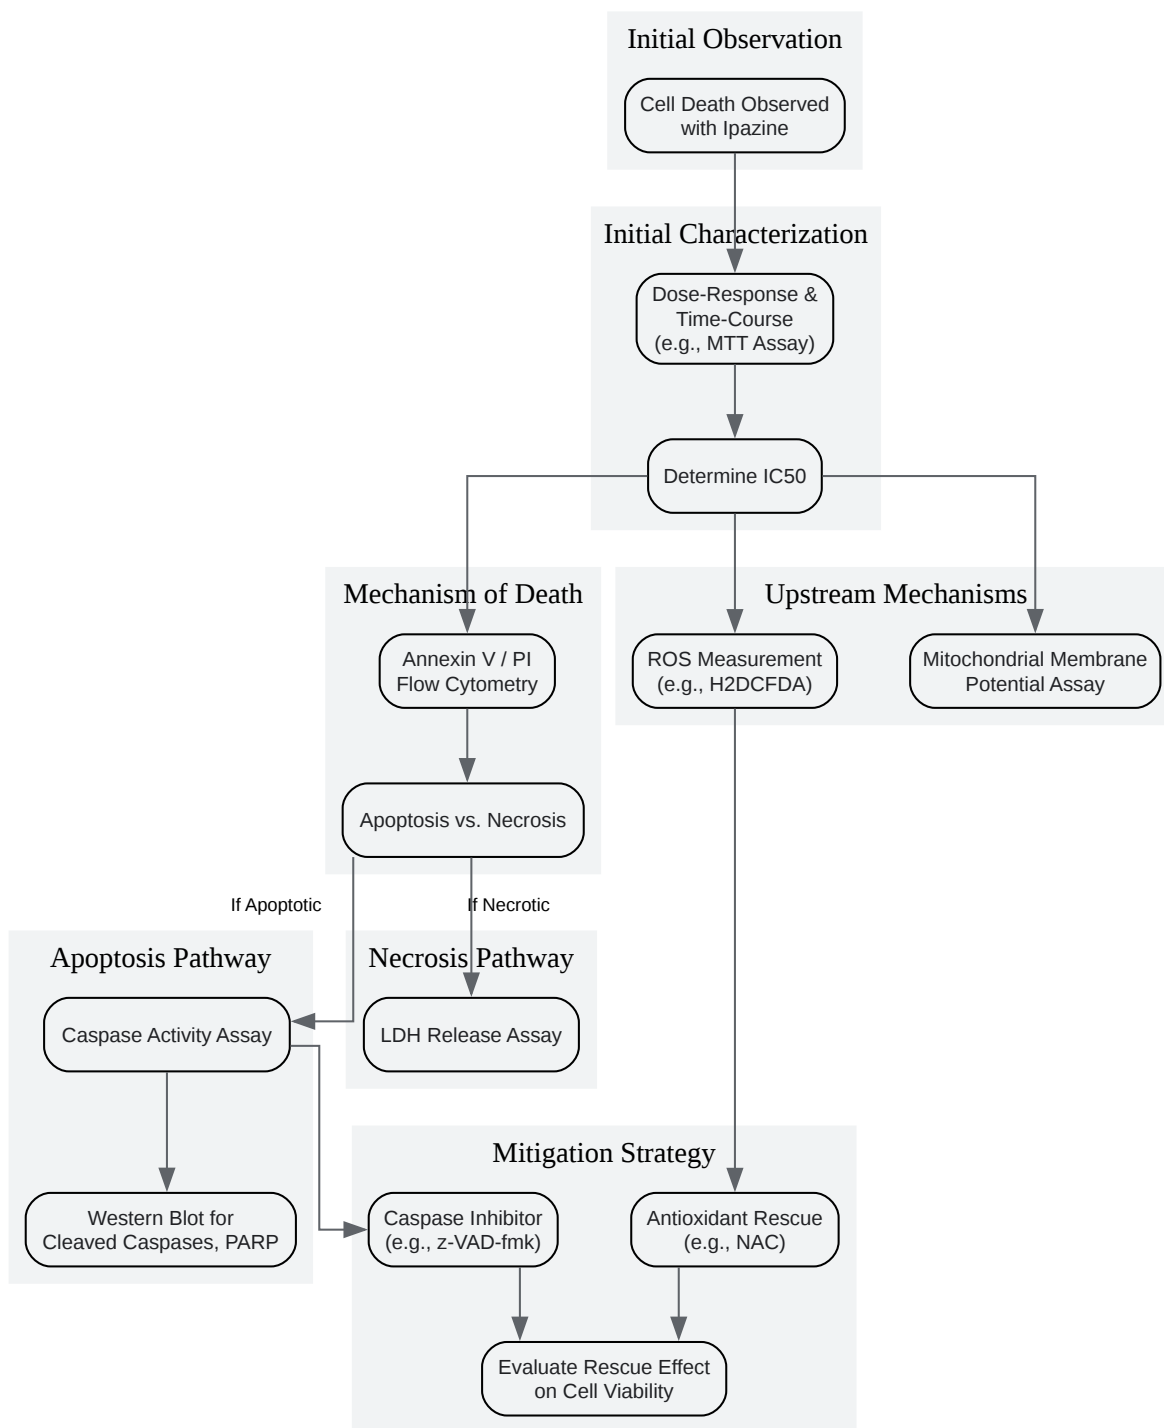 Initial Observation
Cell Death Observed
with Ipazine
Initial Characterization
Dose-Response &
Time-Course
(e.g., MTT Assay)
Determine IC50
Mechanism of Death
Upstream Mechanisms
Annexin V / PI
Flow Cytometry
ROS Measurement
(e.g., H2DCFDA)
Mitochondrial Membrane
Potential Assay
Apoptosis vs. Necrosis
If Apoptotic
If Necrotic
Apoptosis Pathway
Necrosis Pathway
Caspase Activity Assay
LDH Release Assay
Mitigation Strategy
Western Blot for
Cleaved Caspases, PARP
Caspase Inhibitor
(e.g., z-VAD-fmk)
Antioxidant Rescue
(e.g., NAC)
Evaluate Rescue Effect
on Cell Viability